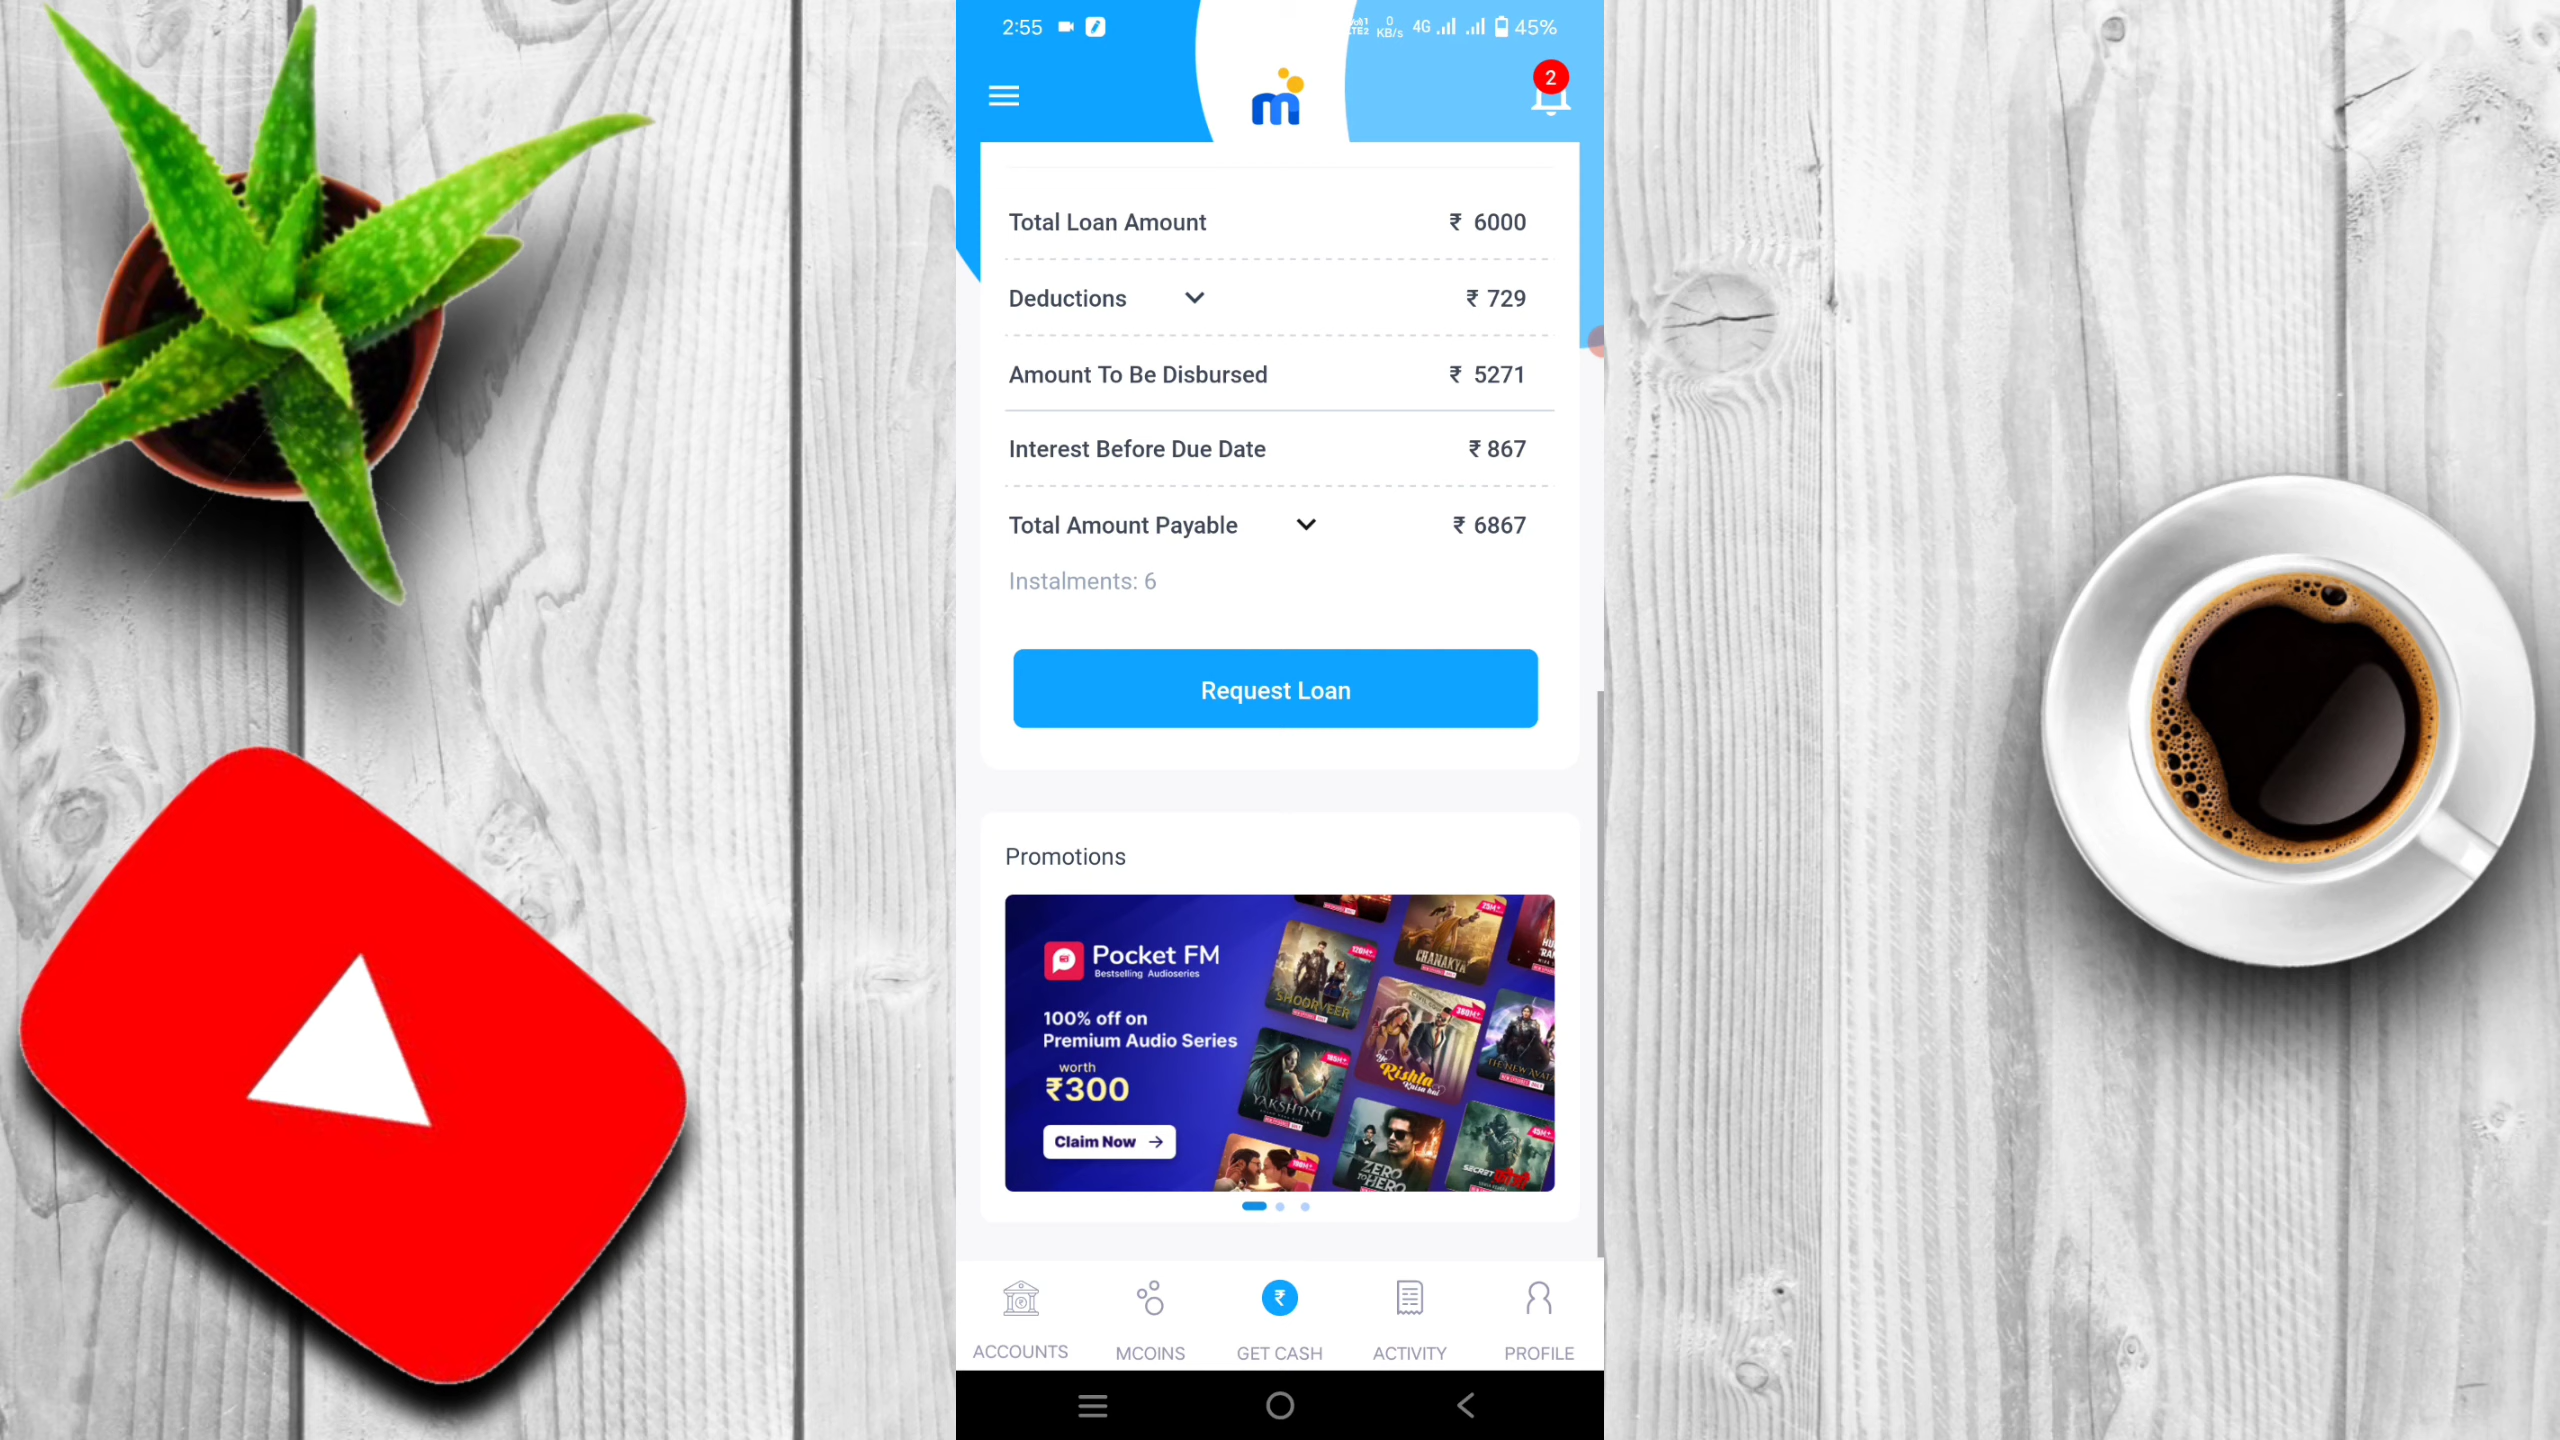 2:55
0
KB/s
4G
45%
2
m
Total Loan Amount ₹ 6000
Deductions ₹ 729
Amount To Be Disbursed ₹ 5271
Interest Before Due Date ₹ 867
Total Amount Payable ₹ 6867
Instalments: 6
Request Loan
Promotions
Pocket FM
Bestselling Audioseries
100% off on
Premium Audio Series
worth
₹300
Claim Now →
CHANAKYA
SHOORVEER
Rishta
YAKSHINI
ZERO
TO HERO
SECRET
ACCOUNTS
MCOINS
GET CASH
ACTIVITY
PROFILE